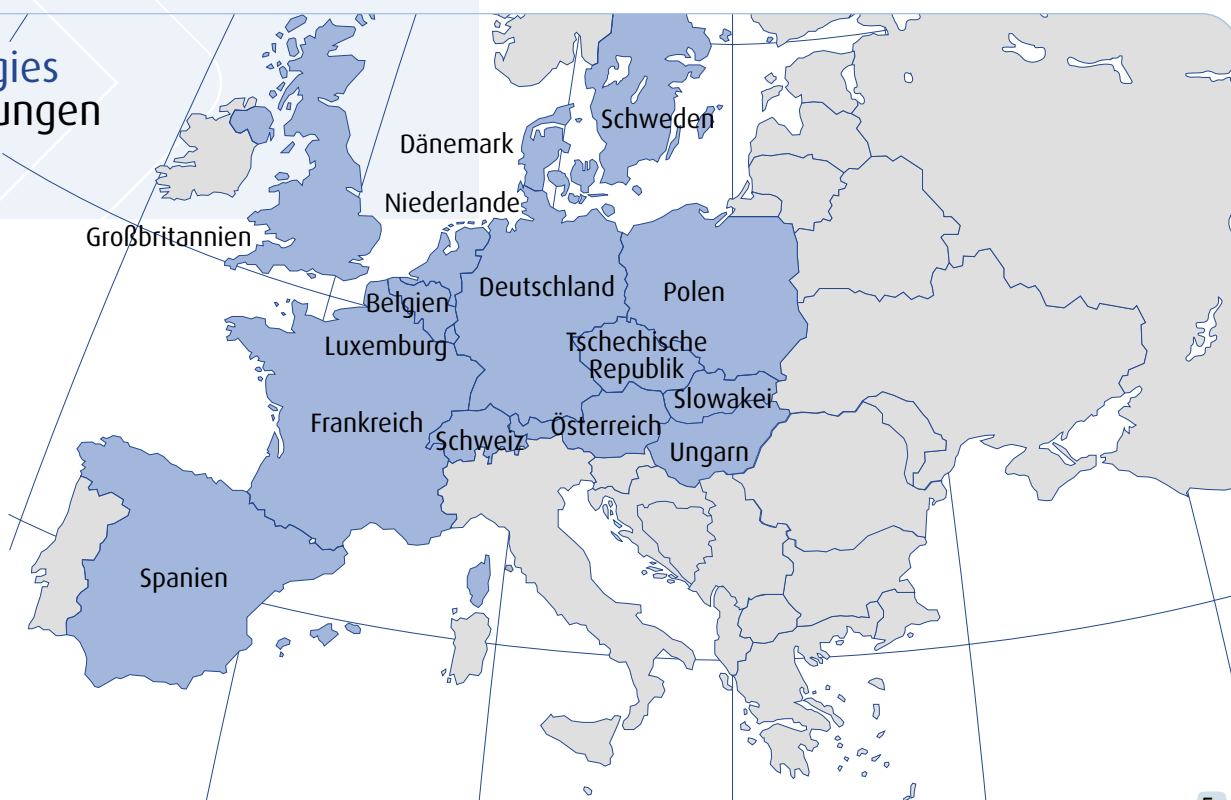 gies
ungen
Schweden
Dänemark
Niederlande
Großbritannien
Deutschland
Polen
Belgien
Tschechische
Republik
Luxemburg
Slowakei
Frankreich
Österreich
Schweiz
Ungarn
Spanien